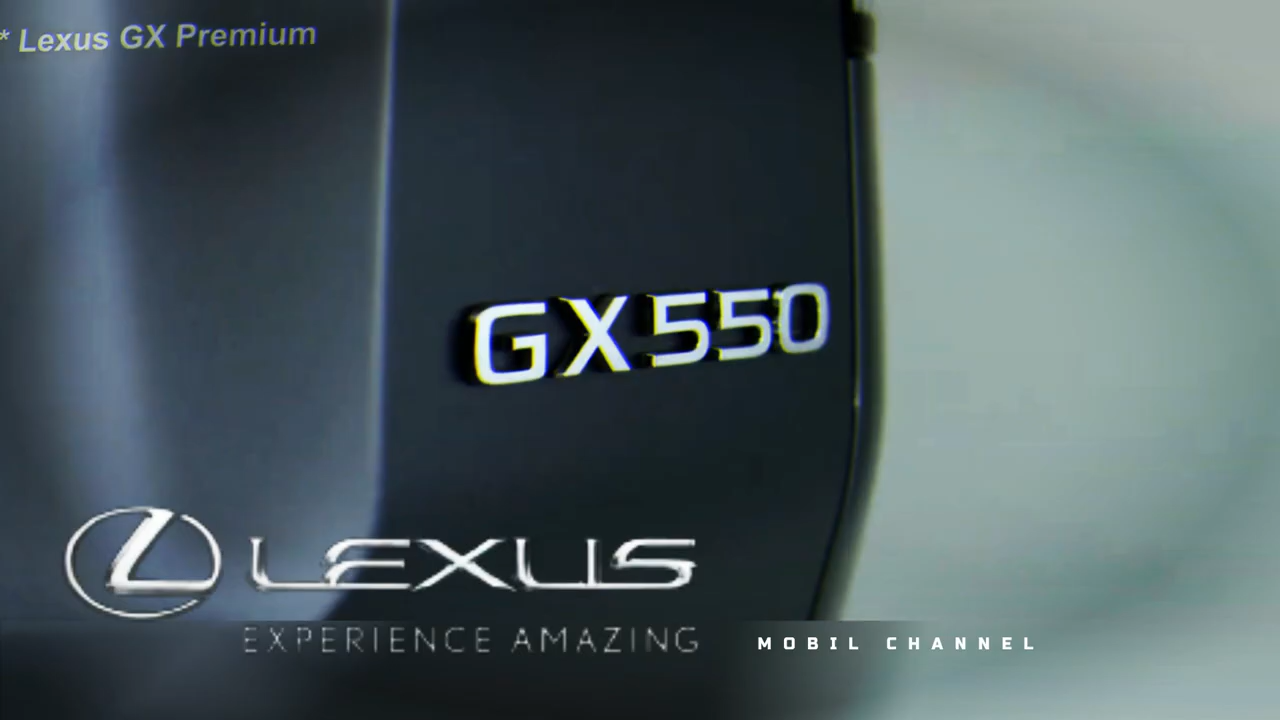 * Lexus GX Premium
GX550
LEXUS
EXPERIENCE AMAZING
MOBIL CHANNEL